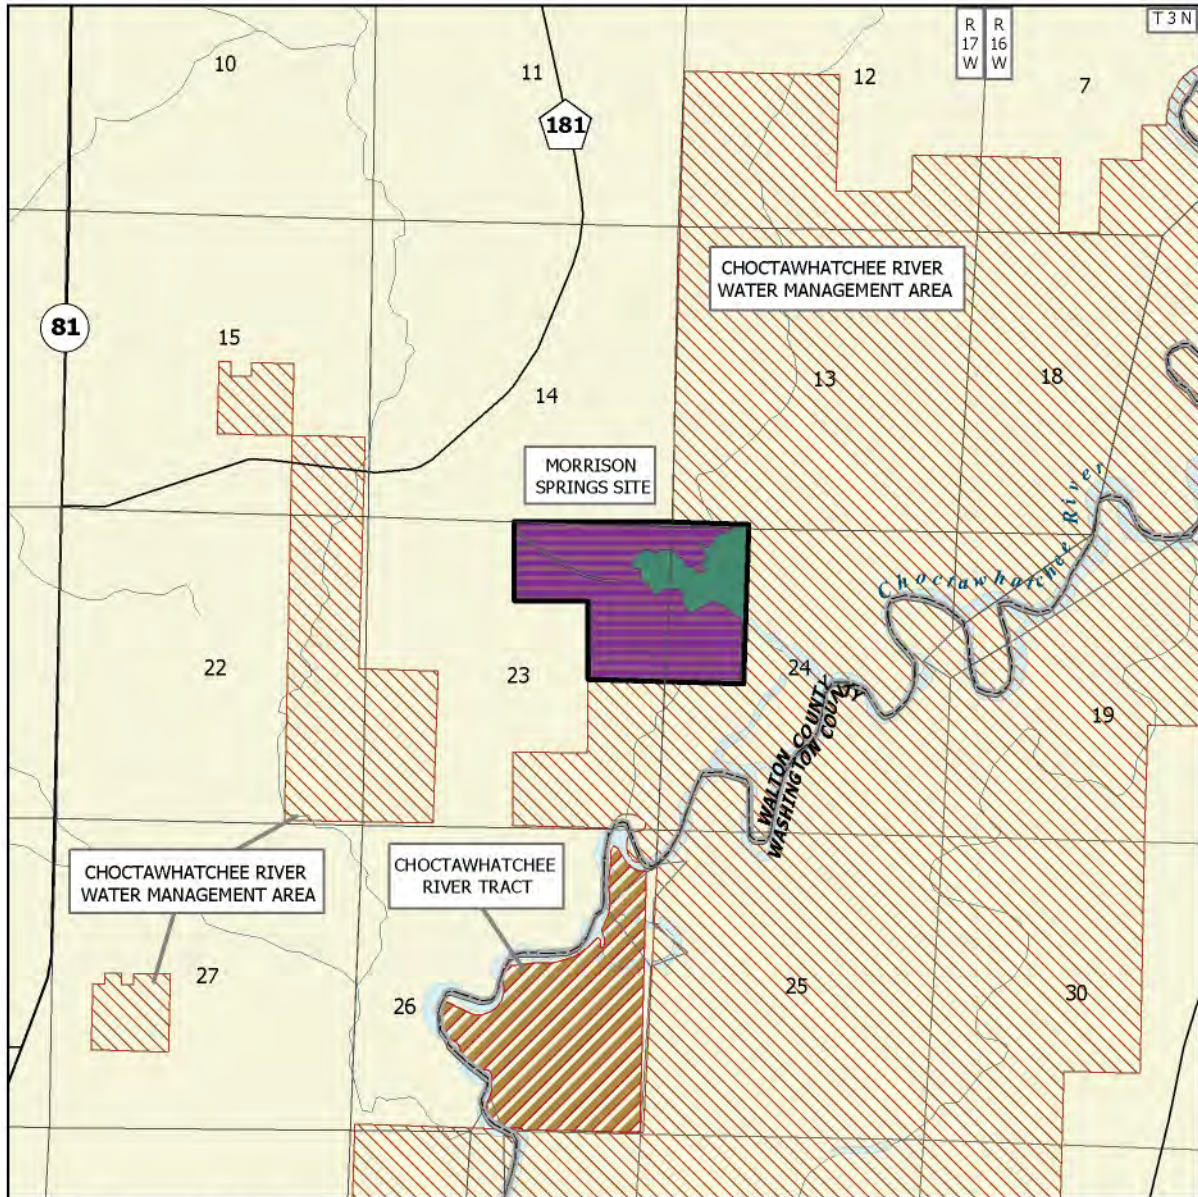 10
11
12
R
17
W
R
16
W
7
T 3 N
181
CHOCTAWHATCHEE RIVER
WATER MANAGEMENT AREA
81
15
14
13
18
MORRISON
SPRINGS SITE
Choctawhatchee River
22
23
24
19
WALTON COUNTY
WASHINGTON COUNTY
CHOCTAWHATCHEE RIVER
WATER MANAGEMENT AREA
CHOCTAWHATCHEE
RIVER TRACT
27
26
25
30